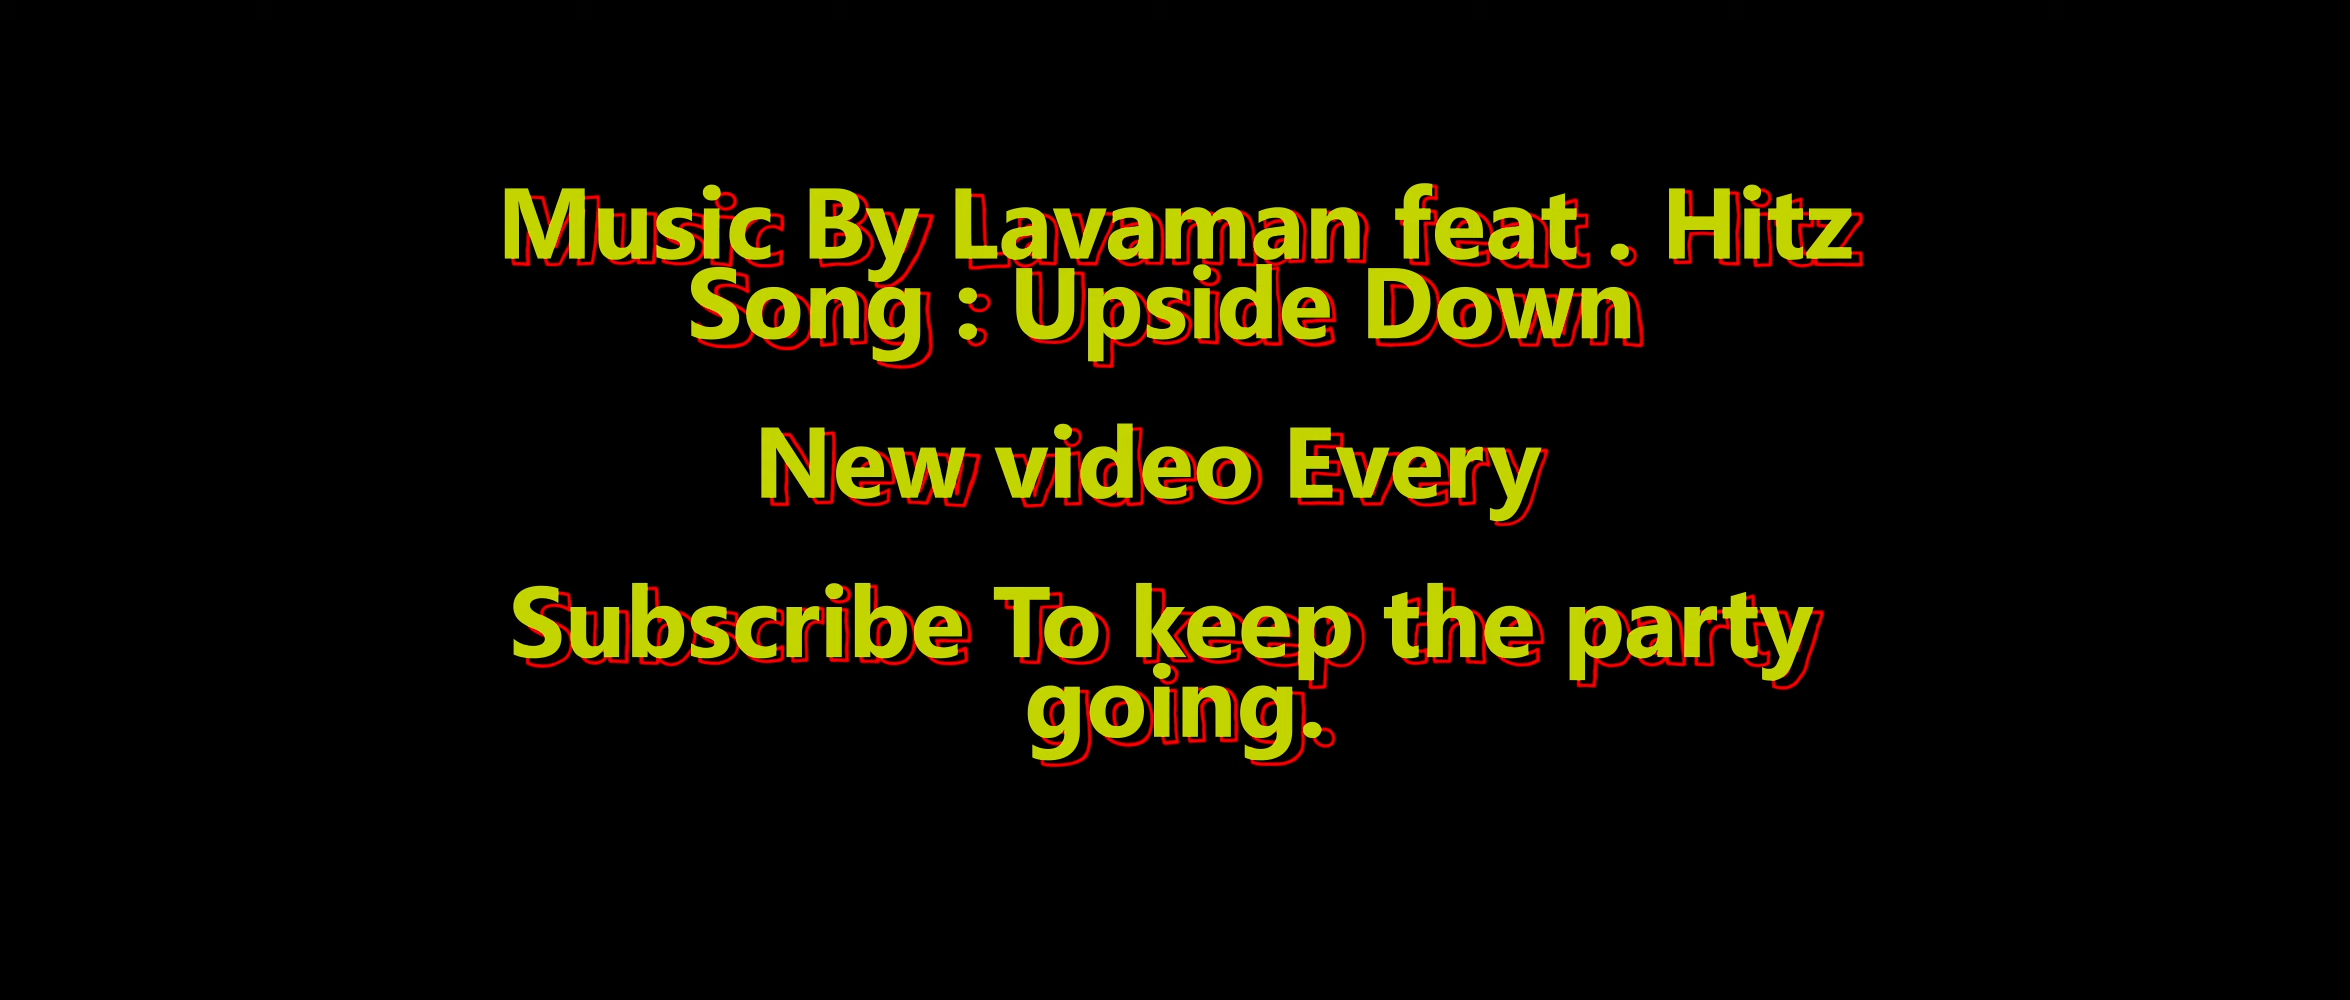 Music By Lavaman feat . Hitz
Song : Upside Down
New video Every
Subscribe To keep the party
going.